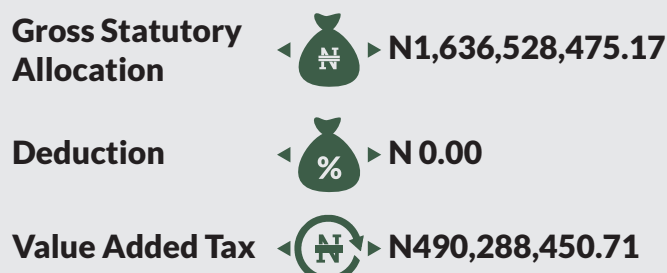 Gross Statutory
Allocation
₦
N1,636,528,475.17
Deduction
%
N 0.00
Value Added Tax
₦
N490,288,450.71